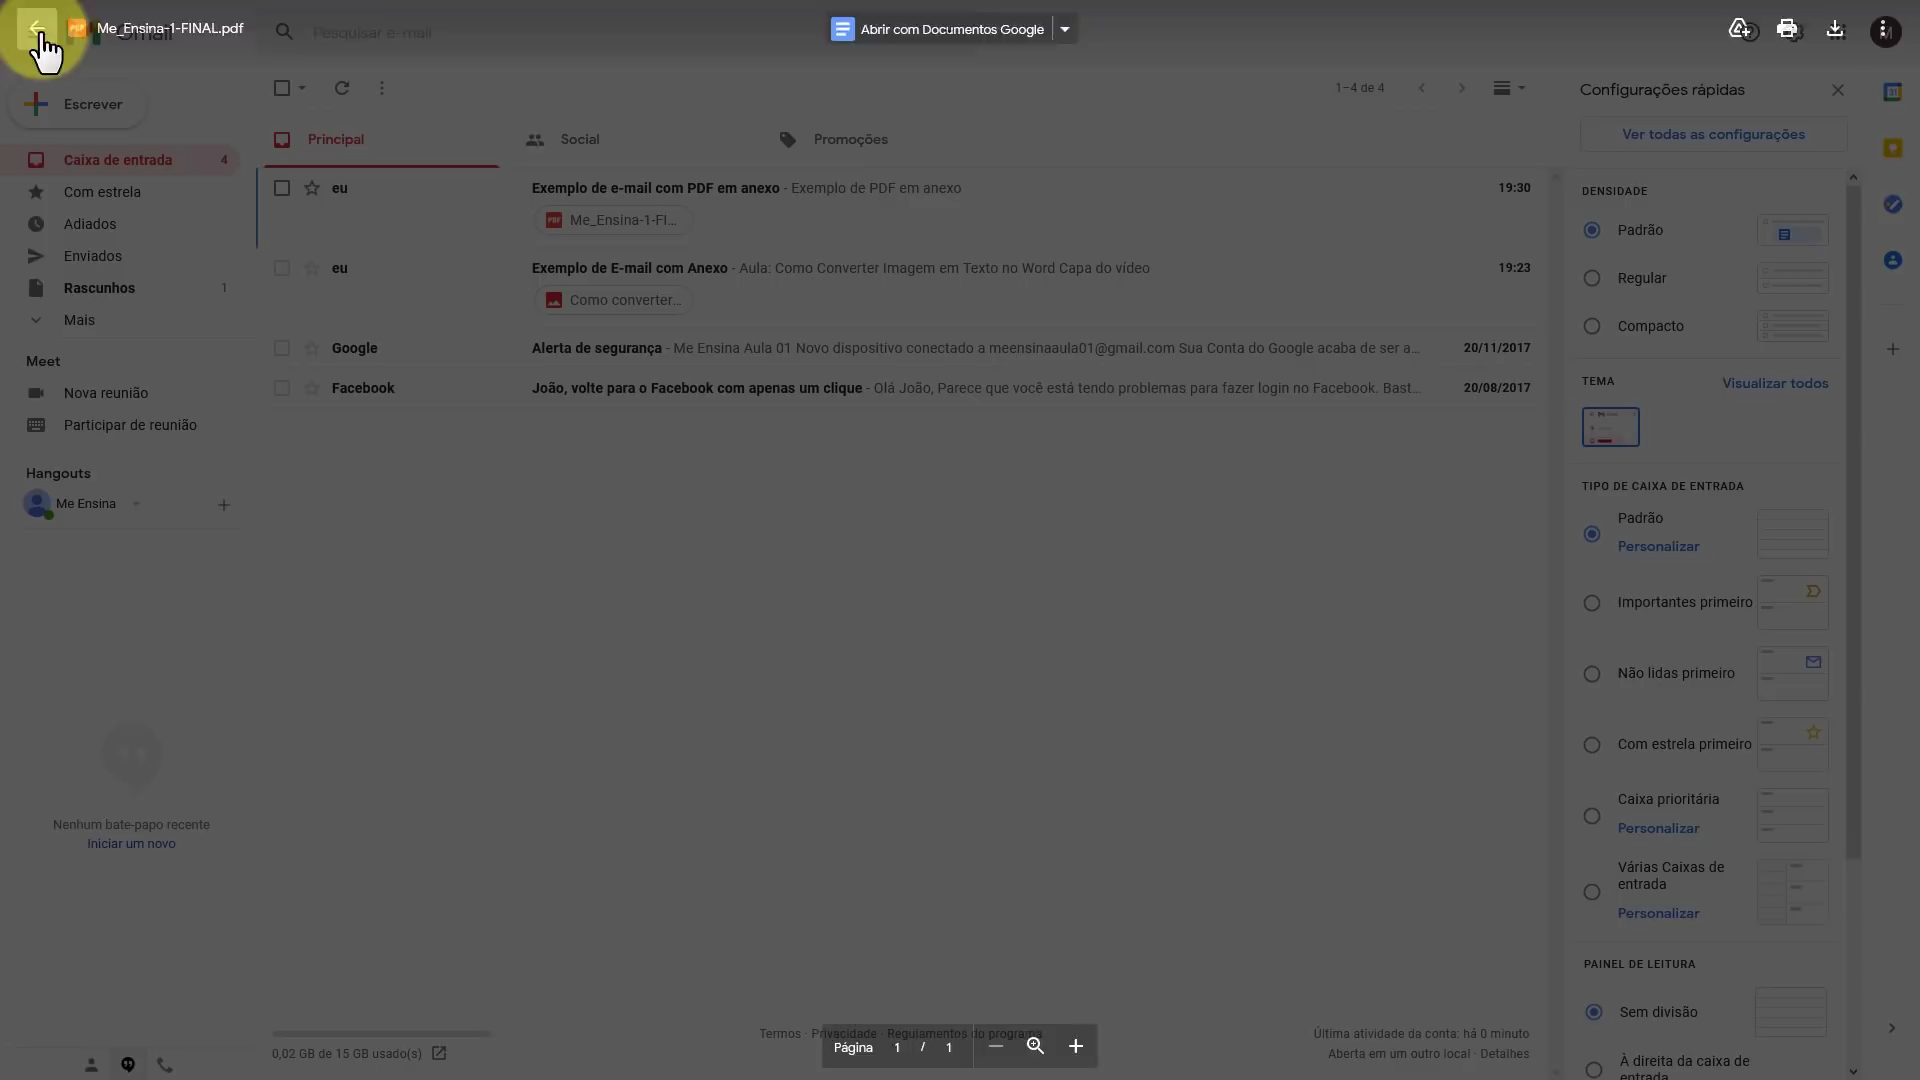 Me_Ensina-1-FINAL.pdf
Gmail
Pesquisar e-mail
Abrir com Documentos Google
Escrever
1–4 de 4
Configurações rápidas
Ver todas as configurações
Principal
Social
Promoções
Caixa de entrada 4
Com estrela
Adiados
Enviados
Rascunhos 1
Mais
Meet
Nova reunião
Participar de reunião
Hangouts
Me Ensina
Nenhum bate-papo recente
Iniciar um novo
eu Exemplo de e-mail com PDF em anexo - Exemplo de PDF em anexo 19:30
PDF Me_Ensina-1-FI...
eu Exemplo de E-mail com Anexo - Aula: Como Converter Imagem em Texto no Word Capa do vídeo 19:23
Como converter...
Google Alerta de segurança - Me Ensina Aula 01 Novo dispositivo conectado a meensinaaula01@gmail.com Sua Conta do Google acaba de ser a... 20/11/2017
Facebook João, volte para o Facebook com apenas um clique - Olá João, Parece que você está tendo problemas para fazer login no Facebook. Bast... 20/08/2017
DENSIDADE
Padrão
Regular
Compacto
TEMA Visualizar todos
TIPO DE CAIXA DE ENTRADA
Padrão
Personalizar
Importantes primeiro
Não lidas primeiro
Com estrela primeiro
Caixa prioritária
Personalizar
Várias Caixas de
entrada
Personalizar
PAINEL DE LEITURA
Sem divisão
À direita da caixa de
entrada
0,02 GB de 15 GB usado(s)
Termos · Privacidade · Regulamentos do programa
Página 1 / 1
Última atividade da conta: há 0 minuto
Aberta em um outro local · Detalhes